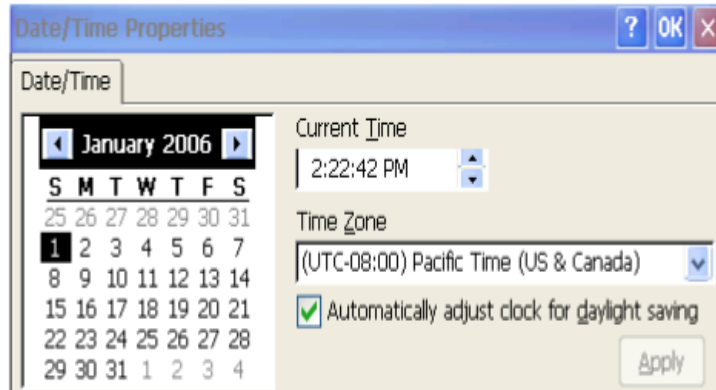 Date/Time Properties ? OK ×
Date/Time
January 2006
S M T W T F S
25 26 27 28 29 30 31
1 2 3 4 5 6 7
8 9 10 11 12 13 14
15 16 17 18 19 20 21
22 23 24 25 26 27 28
29 30 31 1 2 3 4
Current Time
2:22:42 PM
Time Zone
(UTC-08:00) Pacific Time (US & Canada)
Automatically adjust clock for daylight saving
Apply